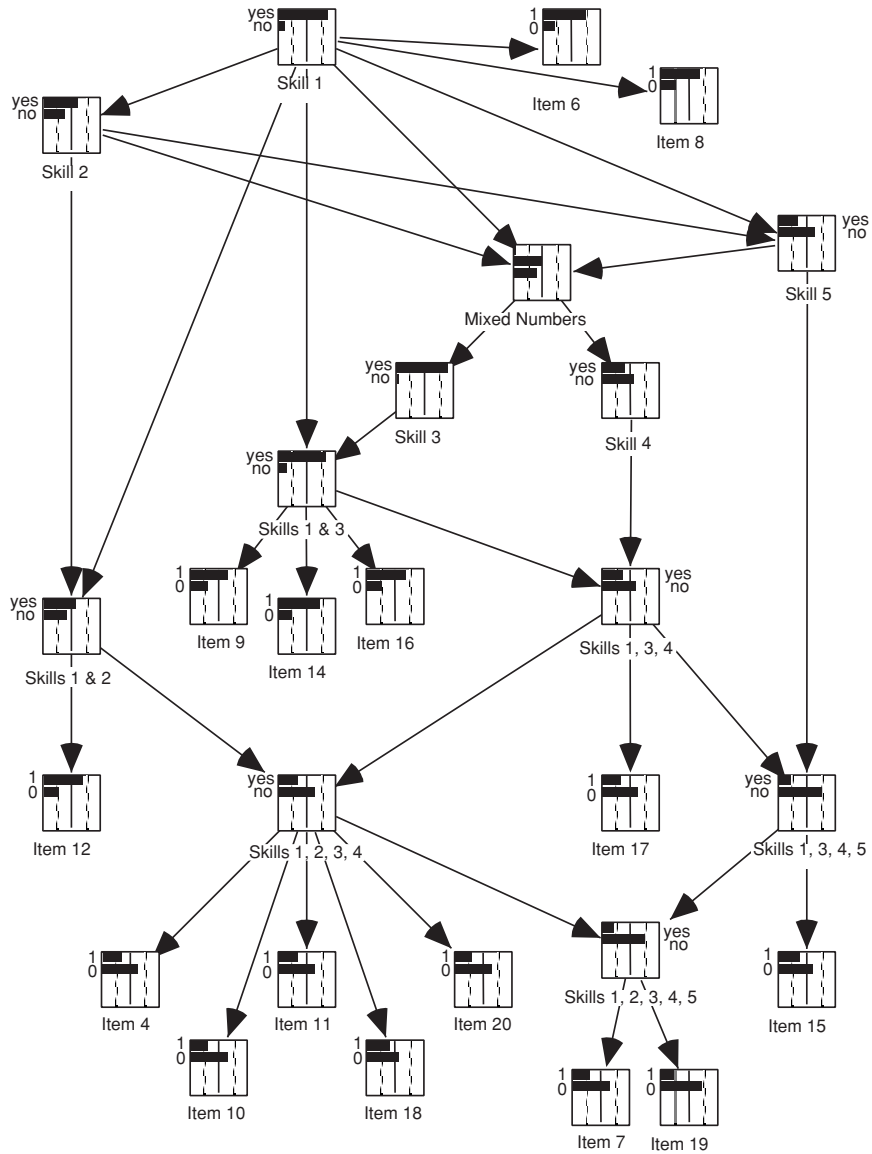 yes
no
Skill 1
1
0
Item 6
1
0
Item 8
yes
no
Skill 2
yes
no
Skill 5
Mixed Numbers
yes
no
Skill 3
yes
no
Skill 4
yes
no
Skills 1 & 3
1
0
Item 9
1
0
Item 14
1
0
Item 16
yes
no
Skills 1, 3, 4
yes
no
Skills 1 & 2
1
0
Item 12
yes
no
Skills 1, 2, 3, 4
1
0
Item 17
yes
no
Skills 1, 3, 4, 5
1
0
Item 4
1
0
Item 10
1
0
Item 11
1
0
Item 18
1
0
Item 20
yes
no
Skills 1, 2, 3, 4, 5
1
0
Item 15
1
0
Item 7
1
0
Item 19